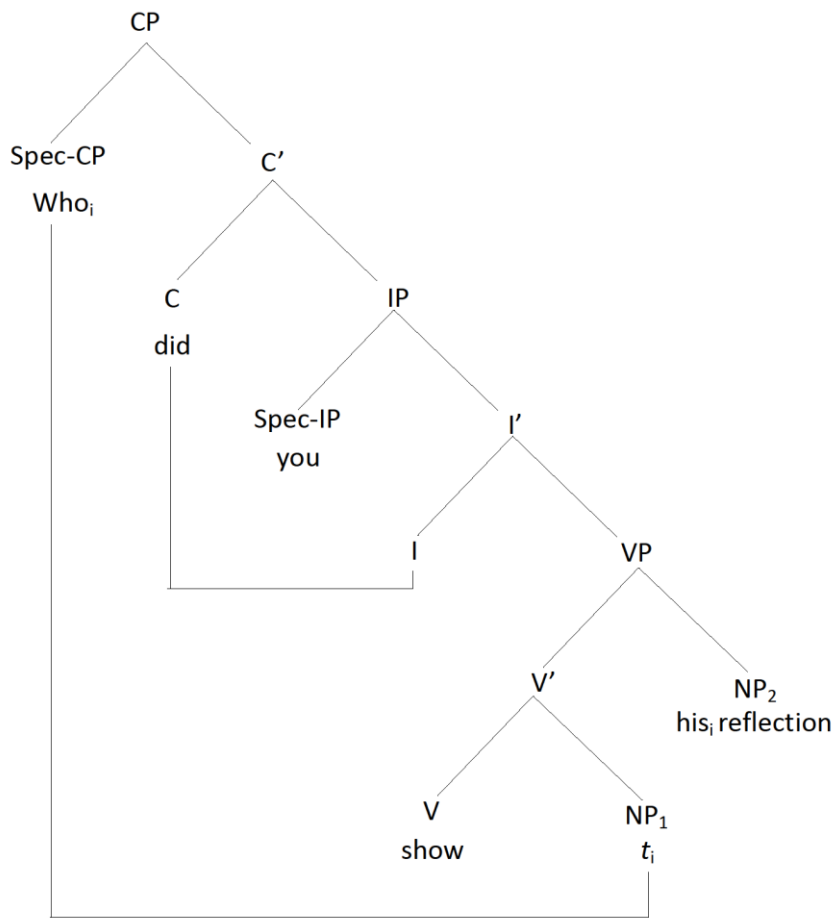 CP
Spec-CP
C’
Whoᵢ
C
IP
did
Spec-IP
I’
you
I
VP
V’
NP₂
hisᵢ reflection
V
NP₁
show
tᵢ